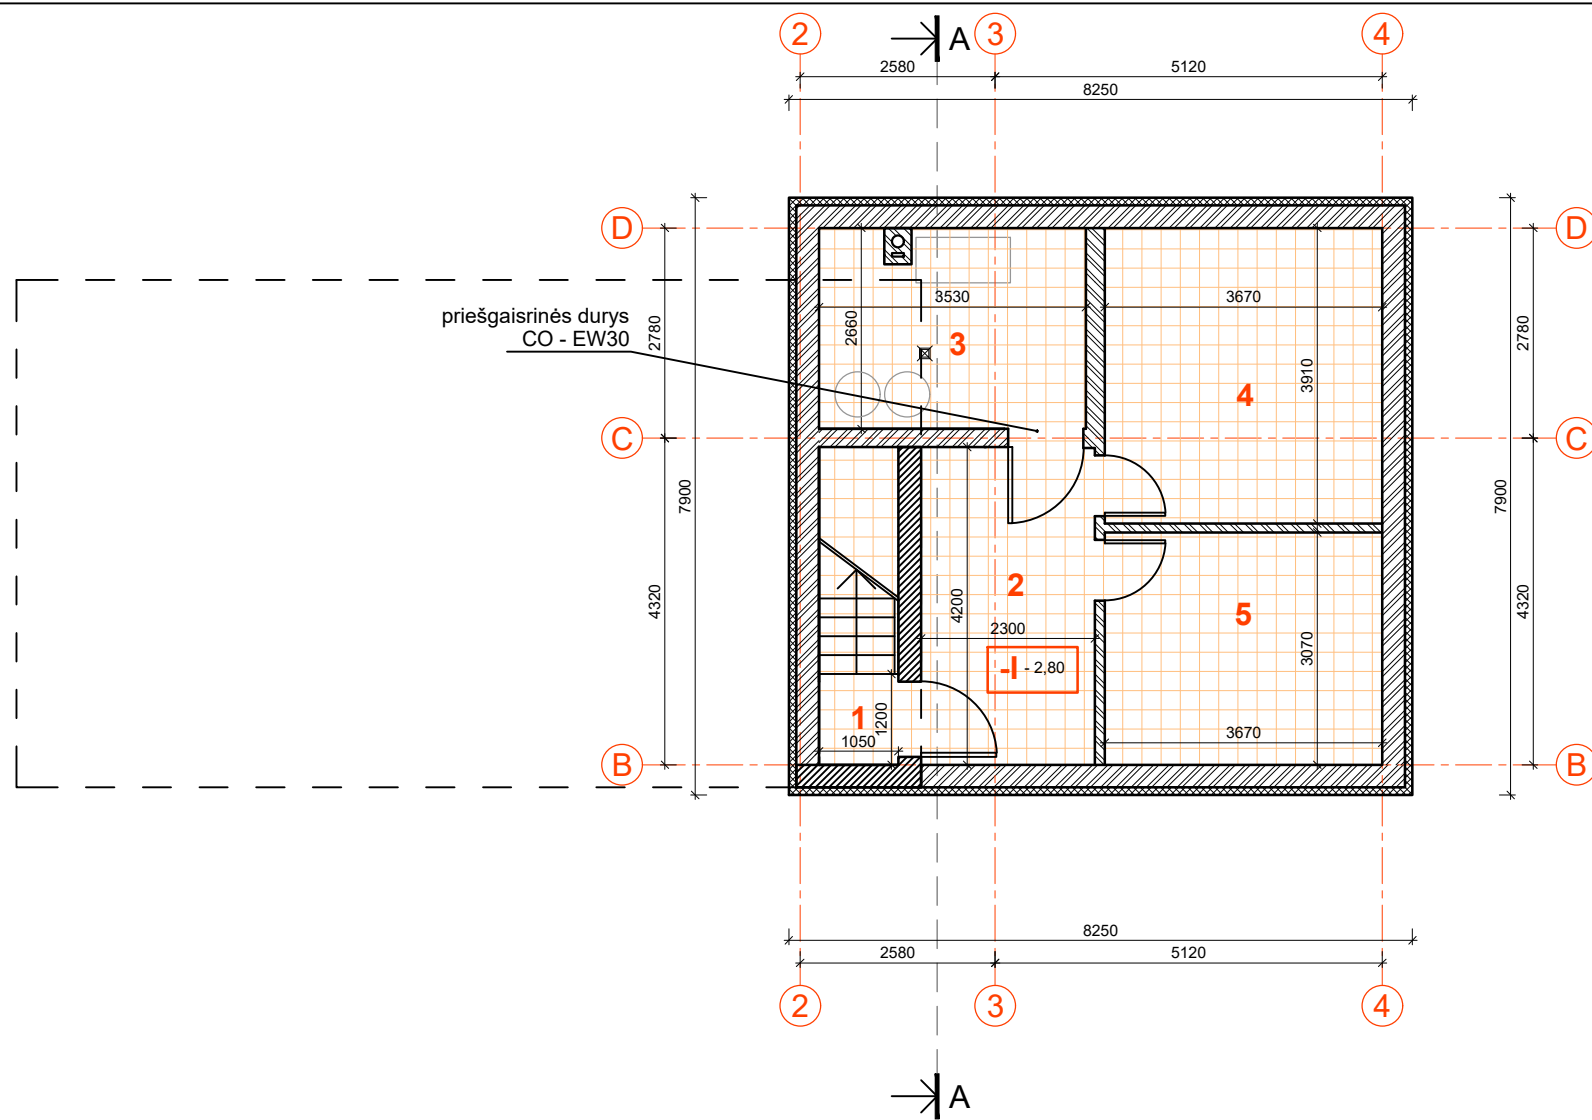 2 A 3 4
2580 5120
8250
D D
priešgaisrinės durys
CO - EW30
2780 2660 3530 3670 2780
3
3910
4
C C
7900 7900
4320 4200 2 4320
5
2300 3070
-I - 2,80
1 1200
1050 3670
B B
8250
2580 5120
2 3 4
A